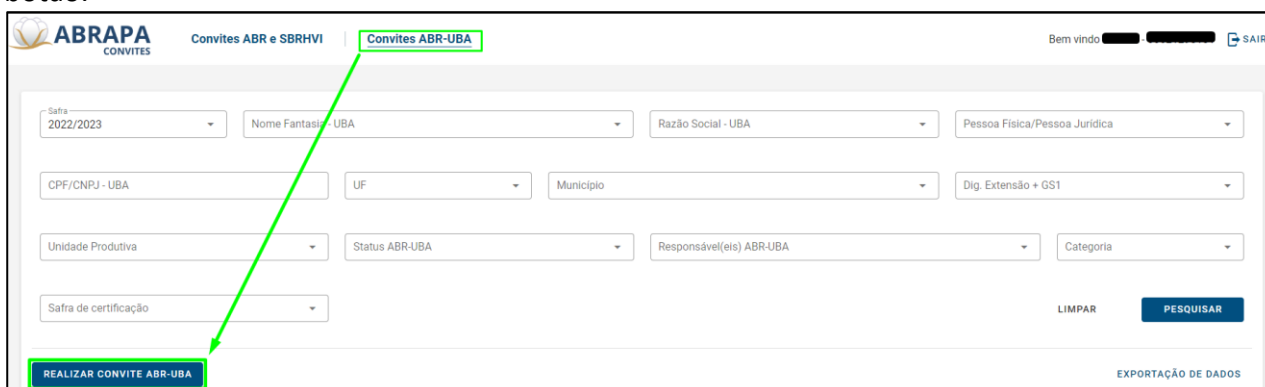 ABRAPA
CONVITES
Convites ABR e SBRHVI
Convites ABR-UBA
Bem vindo
SAIR
Safra
2022/2023
Nome Fantasia - UBA
Razão Social - UBA
Pessoa Física/Pessoa Jurídica
CPF/CNPJ - UBA
UF
Município
Dig. Extensão + GS1
Unidade Produtiva
Status ABR-UBA
Responsável(eis) ABR-UBA
Categoria
Safra de certificação
LIMPAR
PESQUISAR
REALIZAR CONVITE ABR-UBA
EXPORTAÇÃO DE DADOS